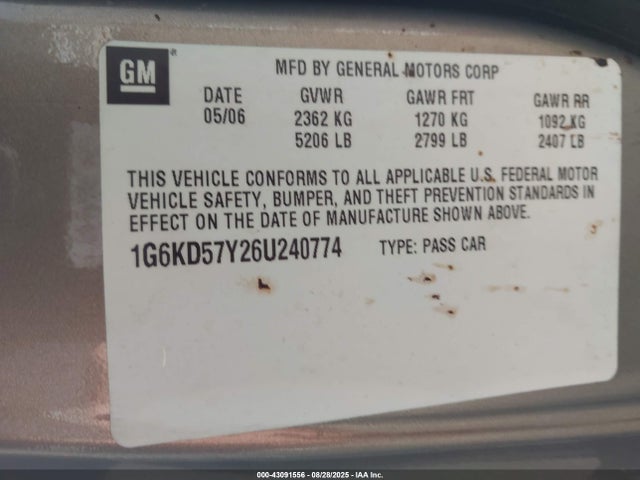 GM®
MFD BY GENERAL MOTORS CORP
DATE GVWR GAWR FRT GAWR RR
05/06 2362 KG 1270 KG 1092 KG
5206 LB 2799 LB 2407 LB
THIS VEHICLE CONFORMS TO ALL APPLICABLE U.S. FEDERAL MOTOR
VEHICLE SAFETY, BUMPER, AND THEFT PREVENTION STANDARDS IN
EFFECT ON THE DATE OF MANUFACTURE SHOWN ABOVE.
1G6KD57Y26U240774 TYPE: PASS CAR
000-43091556 - 08/28/2025 - IAA Inc.